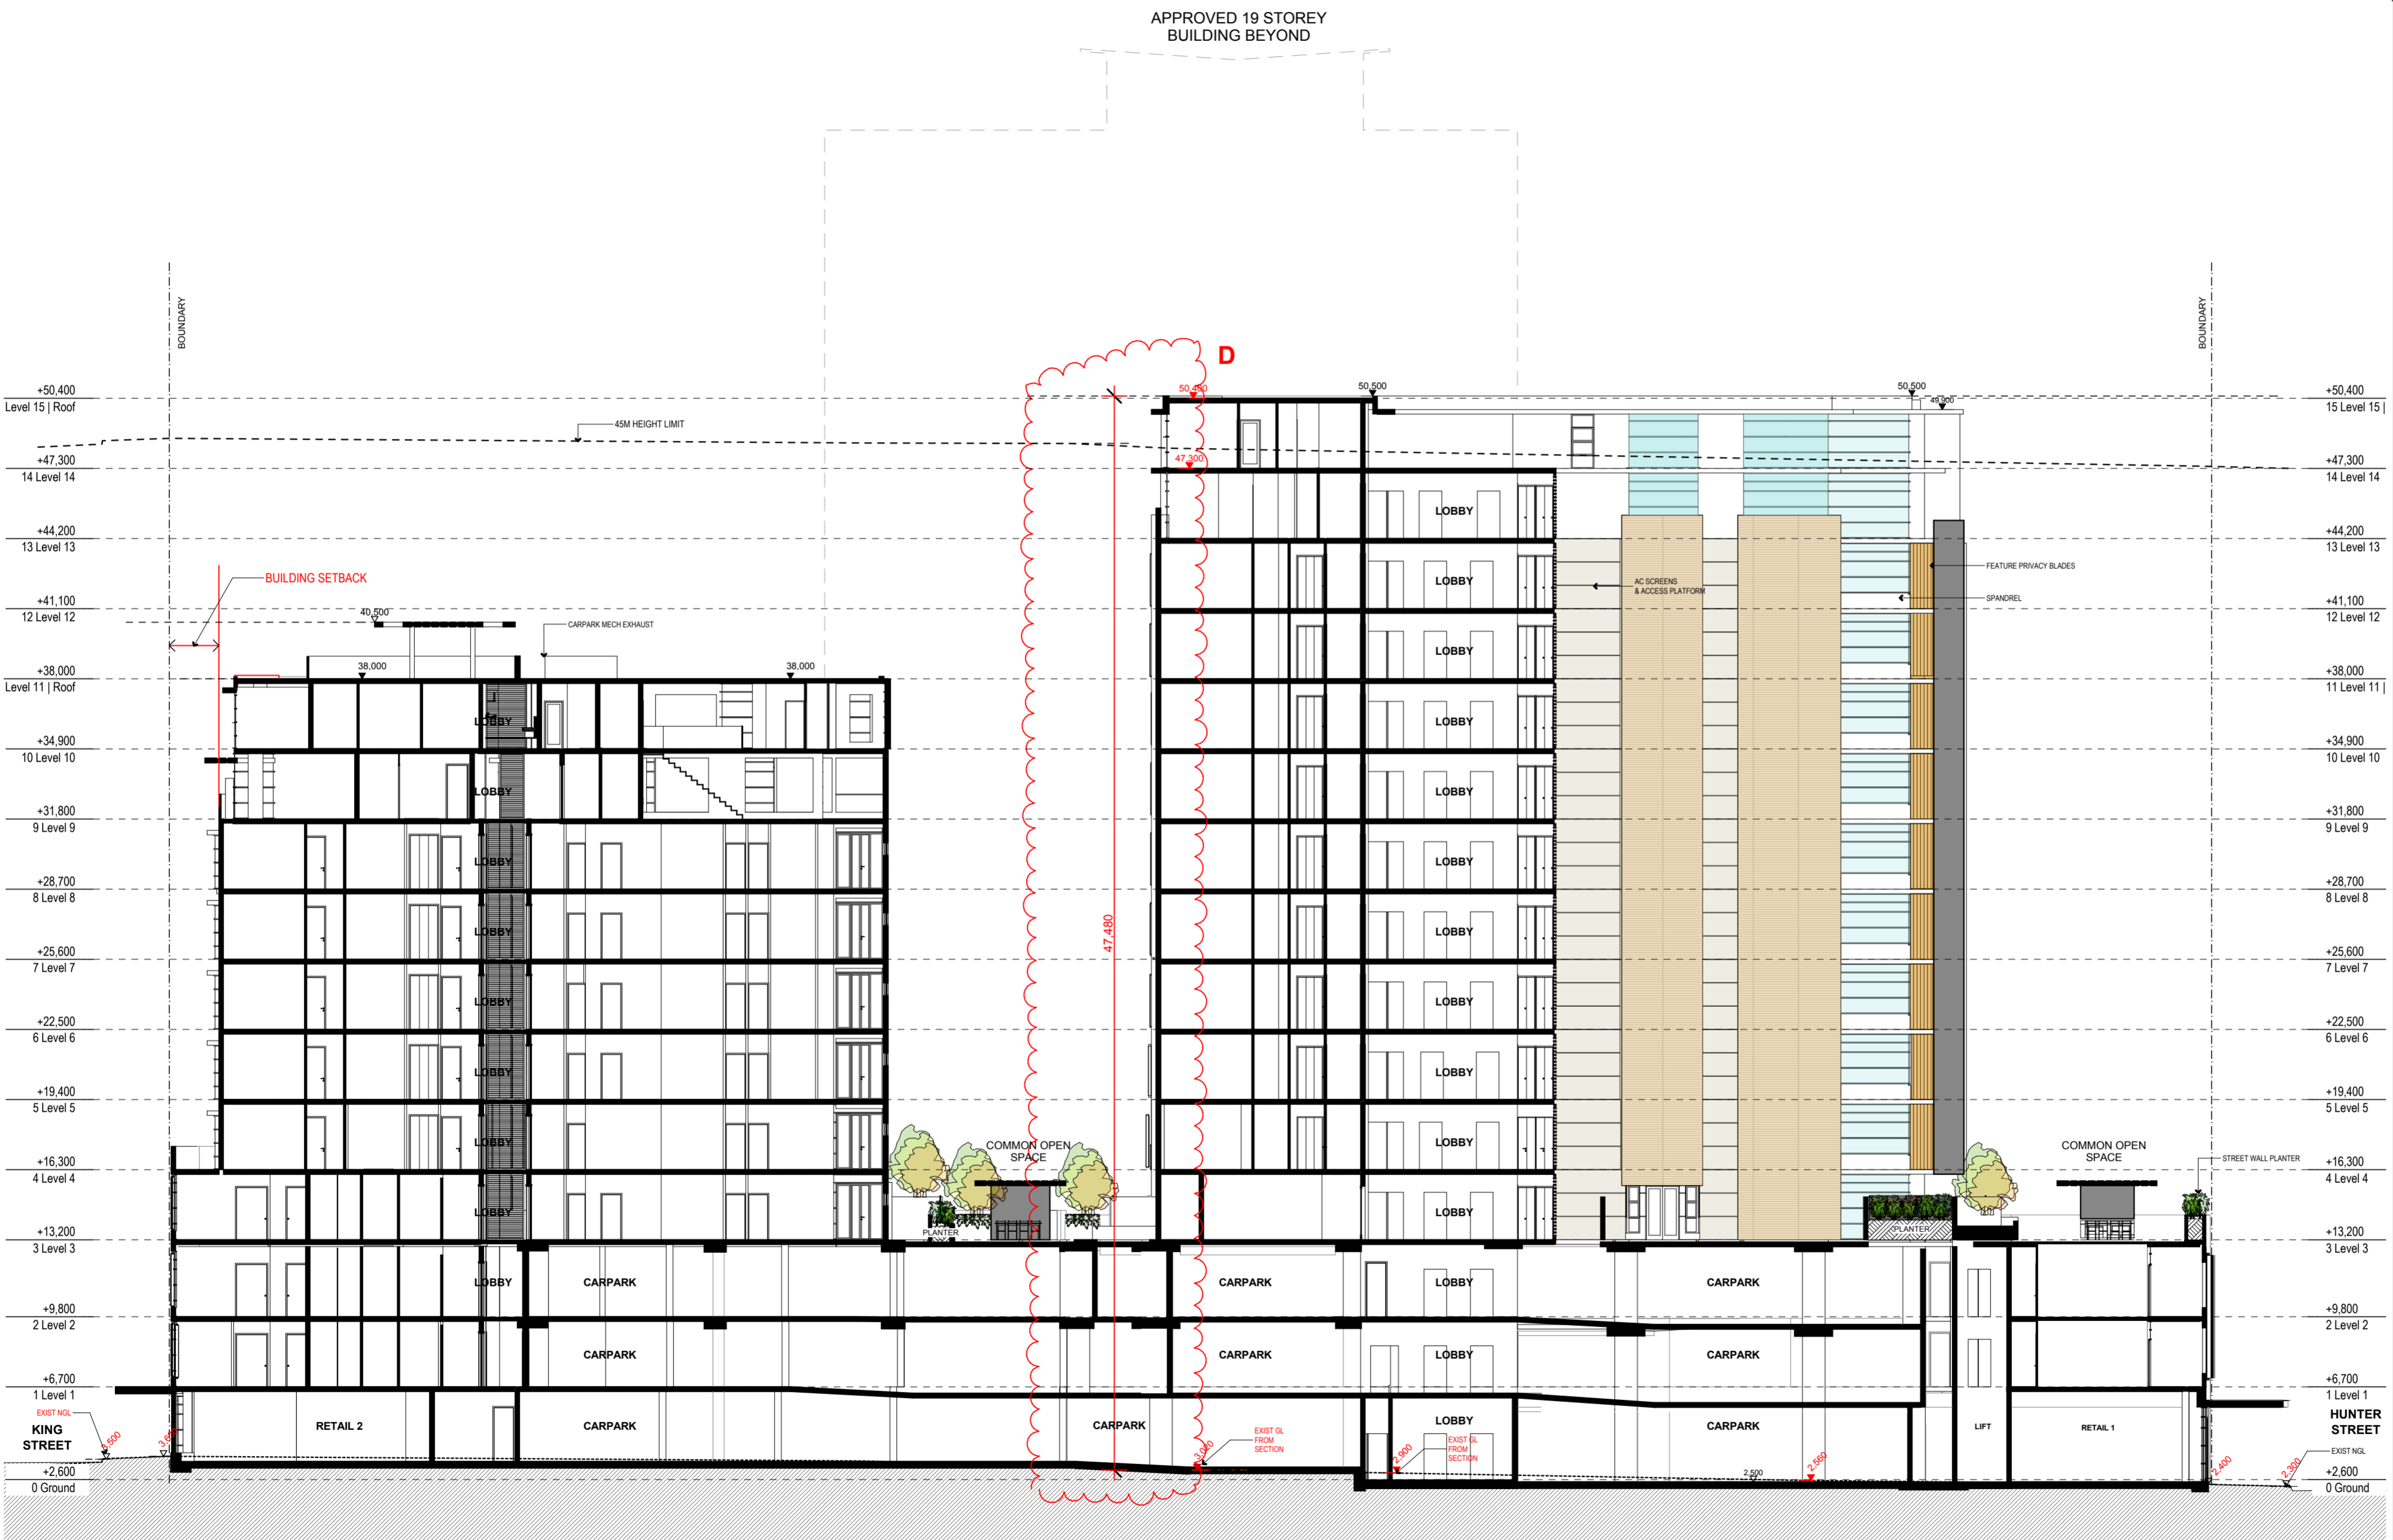 APPROVED 19 STOREY
BUILDING BEYOND
BOUNDARY
BOUNDARY
D
+50,400
Level 15 | Roof
50,400
50,500
50,500
49,900
+50,400
15 Level 15 |
45M HEIGHT LIMIT
+47,300
14 Level 14
47,300
+47,300
14 Level 14
LOBBY
+44,200
13 Level 13
+44,200
13 Level 13
BUILDING SETBACK
LOBBY
AC SCREENS
& ACCESS PLATFORM
FEATURE PRIVACY BLADES
SPANDREL
+41,100
12 Level 12
40,500
CARPARK MECH EXHAUST
+41,100
12 Level 12
LOBBY
+38,000
Level 11 | Roof
38,000
38,000
+38,000
11 Level 11 |
LOBBY
LOBBY
+34,900
10 Level 10
+34,900
10 Level 10
LOBBY
LOBBY
+31,800
9 Level 9
+31,800
9 Level 9
LOBBY
LOBBY
+28,700
8 Level 8
+28,700
8 Level 8
LOBBY
47,480
LOBBY
+25,600
7 Level 7
+25,600
7 Level 7
LOBBY
LOBBY
+22,500
6 Level 6
+22,500
6 Level 6
LOBBY
LOBBY
+19,400
5 Level 5
+19,400
5 Level 5
LOBBY
COMMON OPEN
SPACE
LOBBY
COMMON OPEN
SPACE
STREET WALL PLANTER
+16,300
4 Level 4
+16,300
4 Level 4
LOBBY
PLANTER
LOBBY
PLANTER
+13,200
3 Level 3
+13,200
3 Level 3
LOBBY
CARPARK
CARPARK
LOBBY
CARPARK
+9,800
2 Level 2
+9,800
2 Level 2
CARPARK
CARPARK
LOBBY
CARPARK
+6,700
1 Level 1
+6,700
1 Level 1
EXIST NGL
KING
STREET
3,500
RETAIL 2
CARPARK
CARPARK
3,020
EXIST GL
FROM
SECTION
LOBBY
2,900
EXIST GL
FROM
SECTION
CARPARK
2,500
2,560
LIFT
RETAIL 1
2,400
2,300
HUNTER
STREET
EXIST NGL
+2,600
0 Ground
+2,600
0 Ground